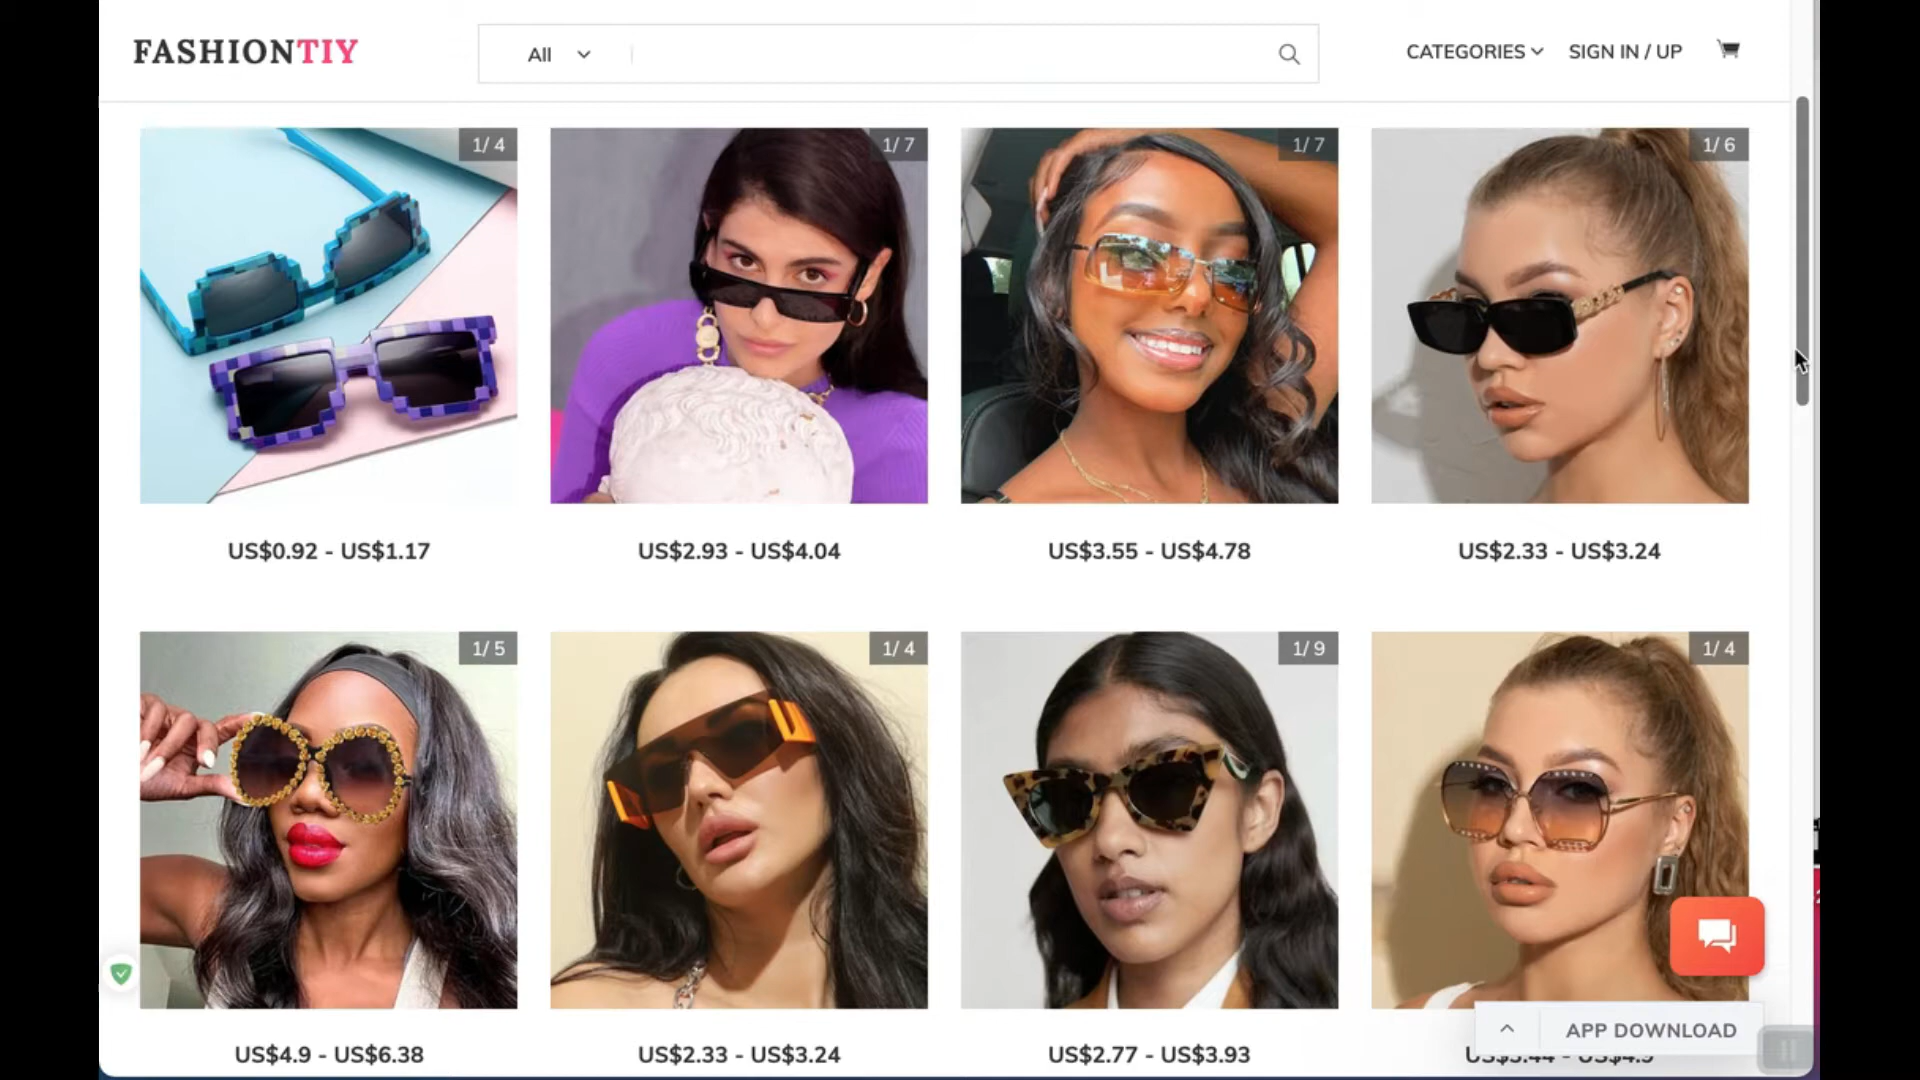 FASHIONTIY
All
CATEGORIES
SIGN IN / UP
1/ 4
1/ 7
1/ 7
1/ 6
US$0.92 - US$1.17
US$2.93 - US$4.04
US$3.55 - US$4.78
US$2.33 - US$3.24
1/ 5
1/ 4
1/ 9
1/ 4
US$4.9 - US$6.38
US$2.33 - US$3.24
US$2.77 - US$3.93
APP DOWNLOAD